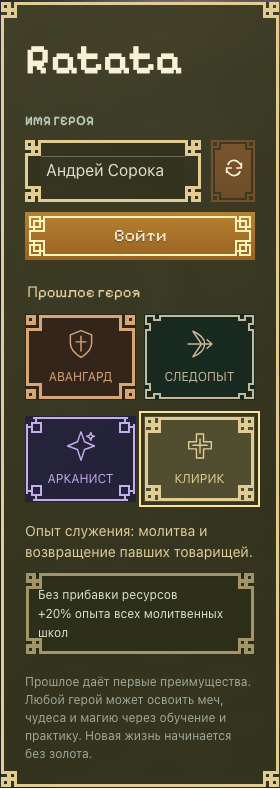 Ratata
ИМЯ ГЕРОЯ
Андрей Сорока
Войти
Прошлое героя
АВАНГАРД
СЛЕДОПЫТ
АРКАНИСТ
КЛИРИК
Опыт служения: молитва и
возвращение павших товарищей.
Без прибавки ресурсов
+20% опыта всех молитвенных
школ
Прошлое даёт первые преимущества.
Любой герой может освоить меч,
чудеса и магию через обучение и
практику. Новая жизнь начинается
без золота.